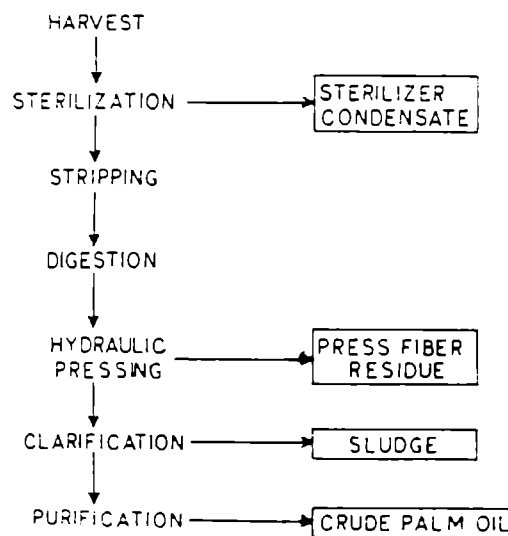 HARVEST
STERILIZATION
STERILIZER
CONDENSATE
STRIPPING
DIGESTION
HYDRAULIC
PRESSING
PRESS FIBER
RESIDUE
CLARIFICATION
SLUDGE
PURIFICATION
CRUDE PALM OIL